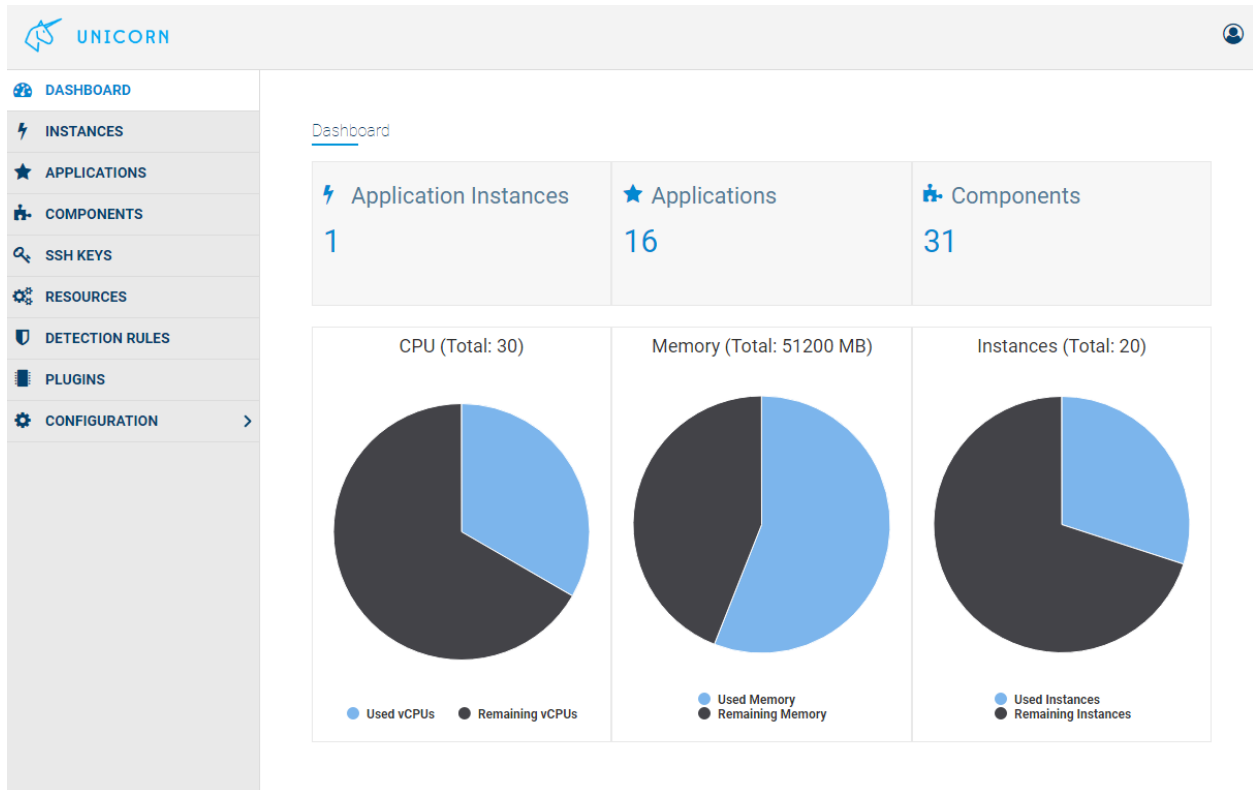 UNICORN
DASHBOARD
INSTANCES
APPLICATIONS
COMPONENTS
SSH KEYS
RESOURCES
DETECTION RULES
PLUGINS
CONFIGURATION
Dashboard
Application Instances
1
Applications
16
Components
31
CPU (Total: 30)
Used vCPUs Remaining vCPUs
Memory (Total: 51200 MB)
Used Memory
Remaining Memory
Instances (Total: 20)
Used Instances
Remaining Instances